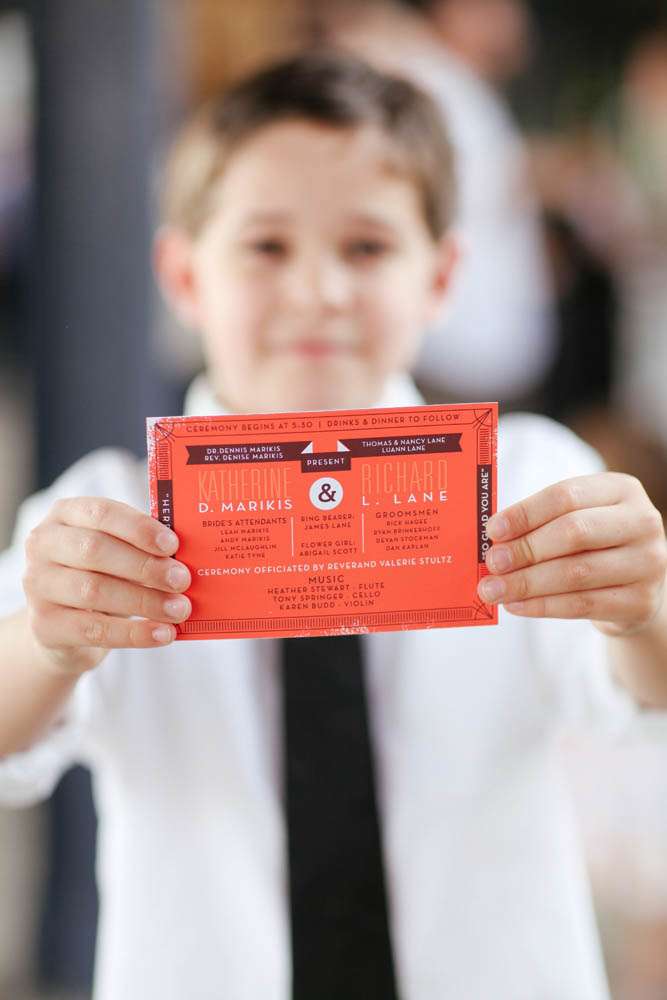 CEREMONY BEGINS AT 5:30 | DRINKS & DINNER TO FOLLOW
DR. DENNIS MARIKIS
REV. DENISE MARIKIS
PRESENT
THOMAS & NANCY LANE
LUANN LANE
KATHERINE
D. MARIKIS
&
RICHARD
L. LANE
BRIDE'S ATTENDANTS
LEAH MARIKIS
ANDY MARIKIS
JILL MCLAUGHLIN
KATIE TYNE
RING BEARER:
JAMES LANE
FLOWER GIRL:
ABIGAIL SCOTT
GROOMSMEN
RICK HAGEE
RYAN BRINKERHOFF
DEVAN STOCKMAN
DAN KAPLAN
CEREMONY OFFICIATED BY REVERAND VALERIE STULTZ
MUSIC
HEATHER STEWART - FLUTE
TONY SPRINGER - CELLO
KAREN BUDD - VIOLIN
SO GLAD YOU ARE"